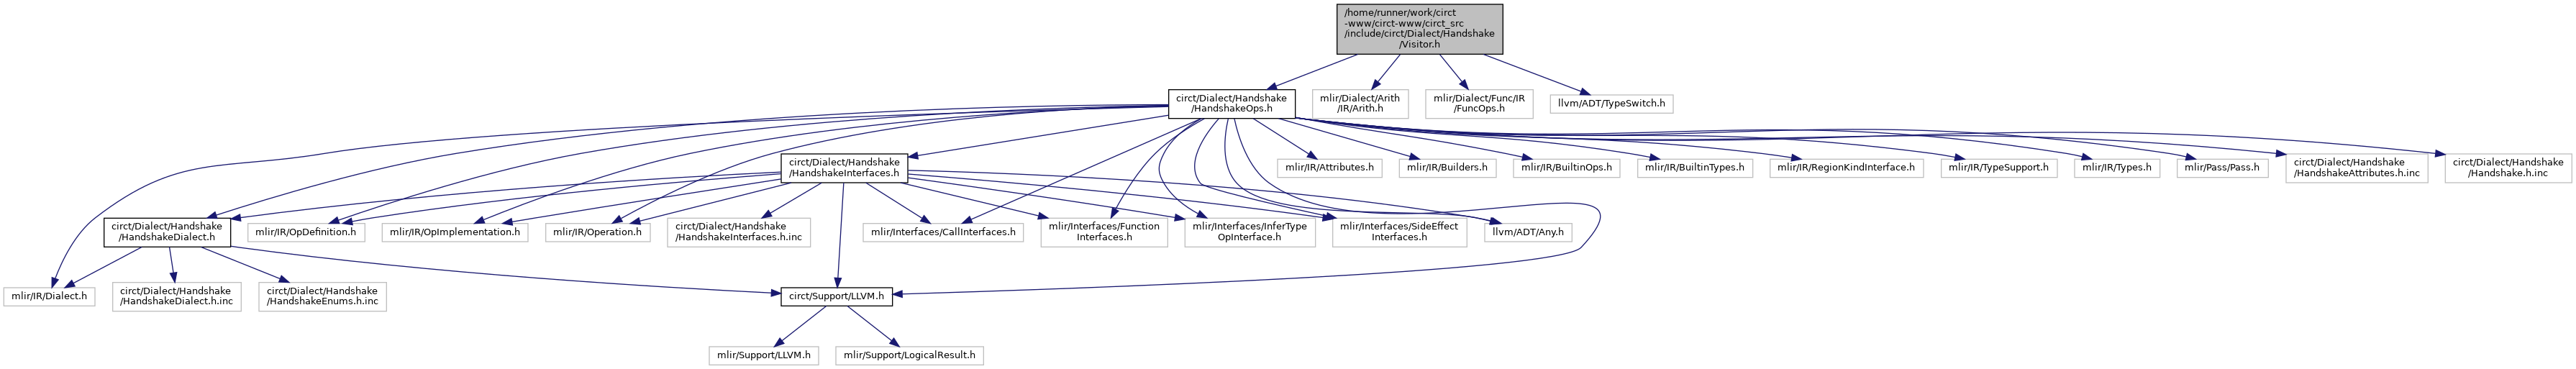 /home/runner/work/circt
-www/circt-www/circt_src
/include/circt/Dialect/Handshake
/Visitor.h
circt/Dialect/Handshake
/HandshakeOps.h
mlir/Dialect/Arith
/IR/Arith.h
mlir/Dialect/Func/IR
/FuncOps.h
llvm/ADT/TypeSwitch.h
circt/Dialect/Handshake
/HandshakeInterfaces.h
mlir/IR/Attributes.h
mlir/IR/Builders.h
mlir/IR/BuiltinOps.h
mlir/IR/BuiltinTypes.h
mlir/IR/RegionKindInterface.h
mlir/IR/TypeSupport.h
mlir/IR/Types.h
mlir/Pass/Pass.h
circt/Dialect/Handshake
/HandshakeAttributes.h.inc
circt/Dialect/Handshake
/Handshake.h.inc
circt/Dialect/Handshake
/HandshakeDialect.h
mlir/IR/OpDefinition.h
mlir/IR/OpImplementation.h
mlir/IR/Operation.h
circt/Dialect/Handshake
/HandshakeInterfaces.h.inc
mlir/Interfaces/CallInterfaces.h
mlir/Interfaces/Function
Interfaces.h
mlir/Interfaces/InferType
OpInterface.h
mlir/Interfaces/SideEffect
Interfaces.h
llvm/ADT/Any.h
mlir/IR/Dialect.h
circt/Dialect/Handshake
/HandshakeDialect.h.inc
circt/Dialect/Handshake
/HandshakeEnums.h.inc
circt/Support/LLVM.h
mlir/Support/LLVM.h
mlir/Support/LogicalResult.h